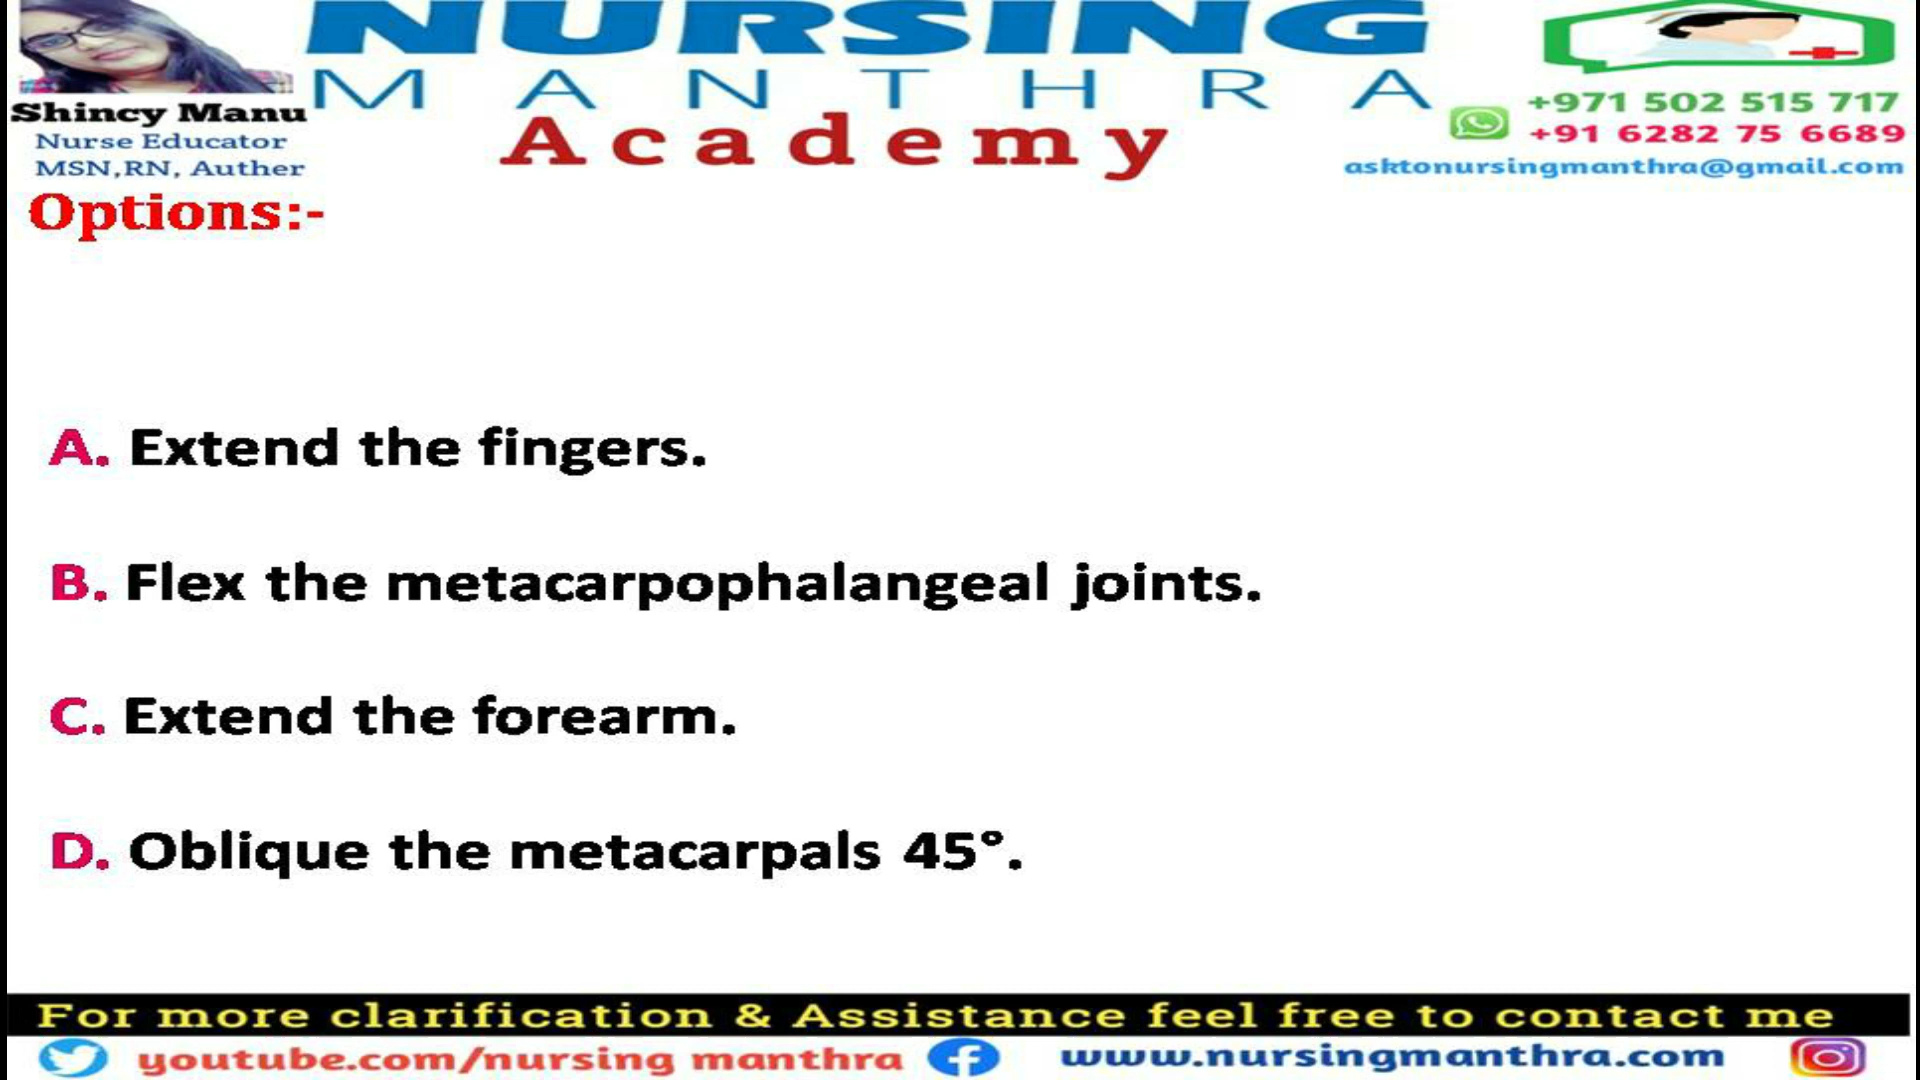 NURSING
MANTHRA
Academy
Shincy Manu
Nurse Educator
MSN,RN, Auther
+971 502 515 717
+91 6282 75 6689
asktonursingmanthra@gmail.com
Options:-
A. Extend the fingers.
B. Flex the metacarpophalangeal joints.
C. Extend the forearm.
D. Oblique the metacarpals 45°.
For more clarification & Assistance feel free to contact me
youtube.com/nursing manthra
www.nursingmanthra.com